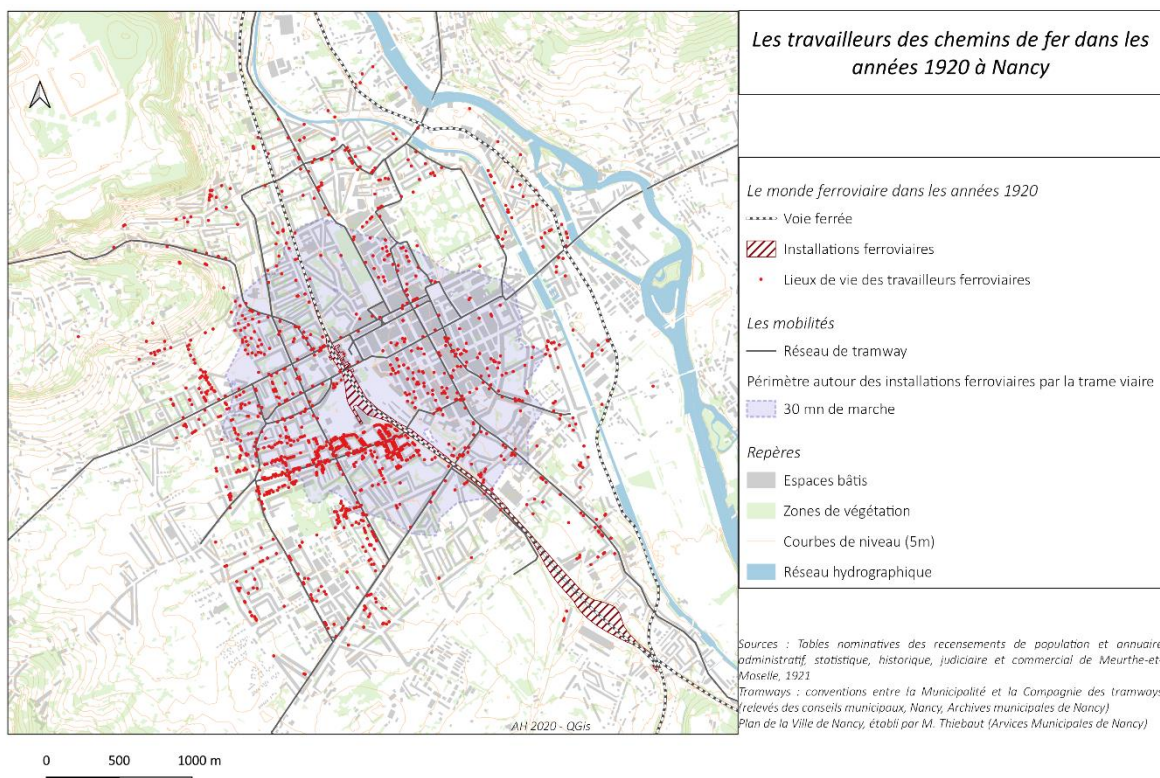 Les travailleurs des chemins de fer dans les
années 1920 à Nancy
Le monde ferroviaire dans les années 1920
Voie ferrée
Installations ferroviaires
Lieux de vie des travailleurs ferroviaires
Les mobilités
Réseau de tramway
Périmètre autour des installations ferroviaires par la trame viaire
30 mn de marche
Repères
Espaces bâtis
Zones de végétation
Courbes de niveau (5m)
Réseau hydrographique
Sources : Tables nominatives des recensements de population et annuaire
administratif, statistique, historique, judiciaire et commercial de Meurthe-et-
Moselle, 1921
Tramways : conventions entre la Municipalité et la Compagnie des tramways
(relevés des conseils municipaux, Nancy, Archives municipales de Nancy)
Plan de la Ville de Nancy, établi par M. Thiebaut (Arvices Municipales de Nancy)
AH 2020 - QGis
0 500 1000 m